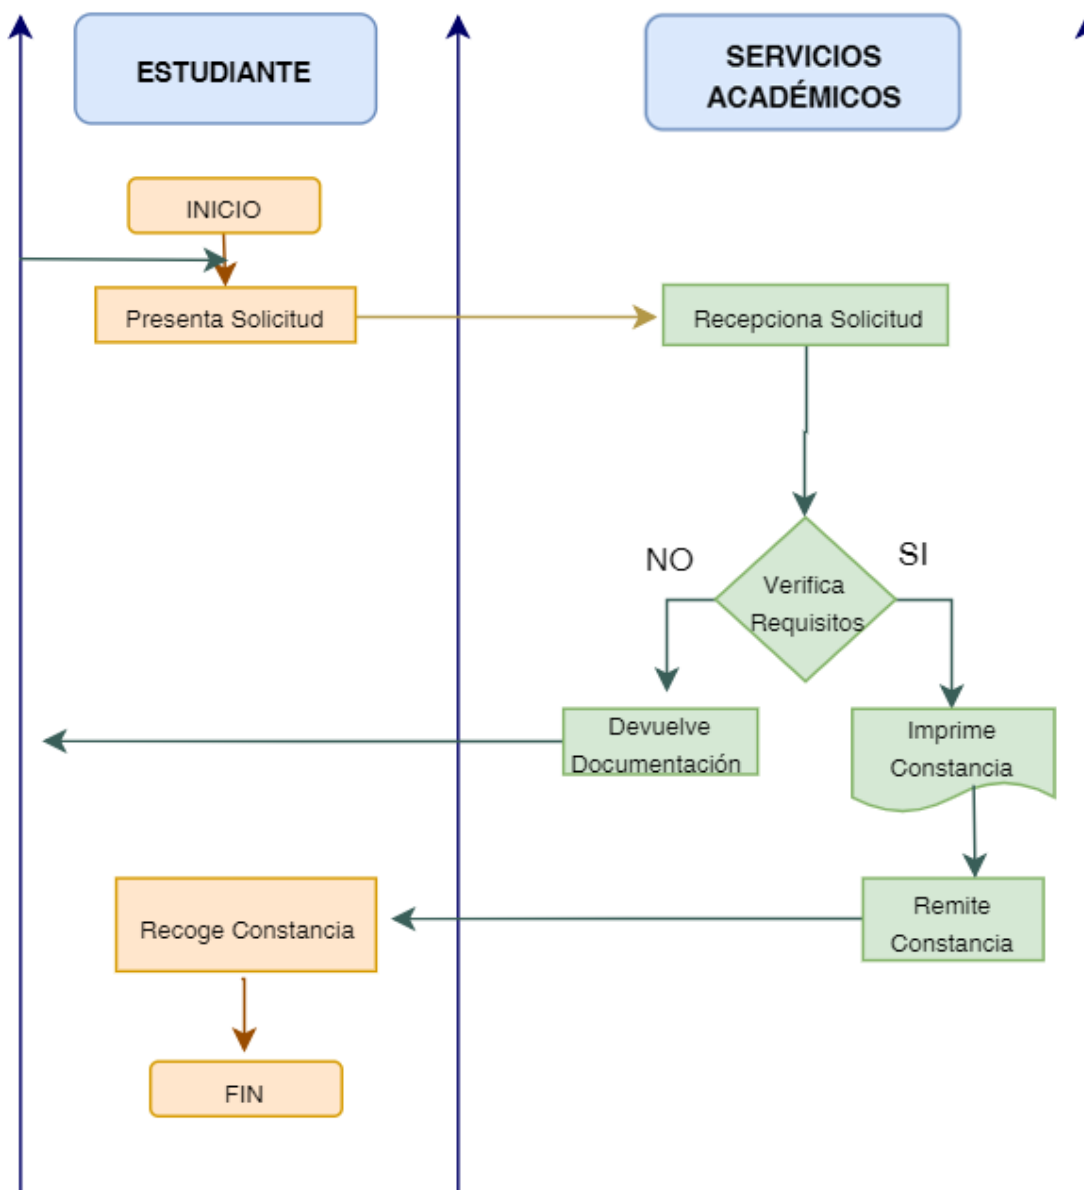 ESTUDIANTE
SERVICIOS
ACADÉMICOS
INICIO
Presenta Solicitud
Recepciona Solicitud
NO
SI
Verifica
Requisitos
Devuelve
Documentación
Imprime
Constancia
Recoge Constancia
Remite
Constancia
FIN